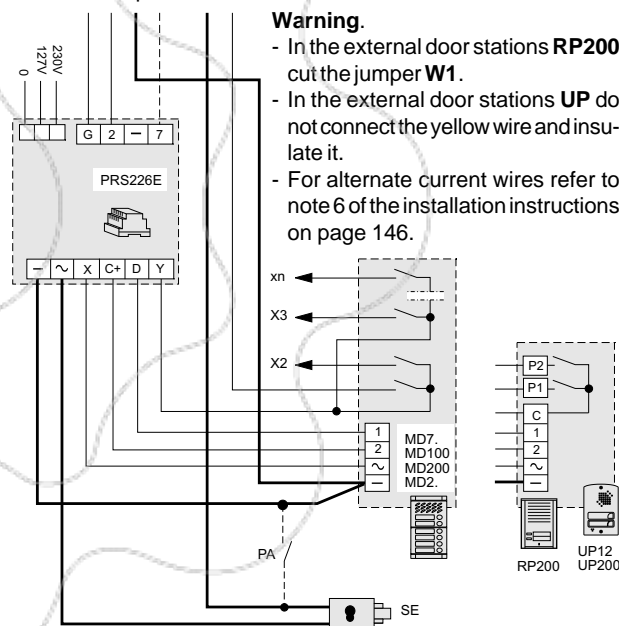 Warning.
- In the external door stations RP200
cut the jumper W1.
- In the external door stations UP do
not connect the yellow wire and insu-
late it.
- For alternate current wires refer to
note 6 of the installation instructions
on page 146.
0
127V
230V
G 2 – 7
PRS226E
– ~ X C+ D Y
xn
X3
X2
1
2
~
–
MD7.
MD100
MD200
MD2.
P2
P1
C
1
2
~
–
RP200
UP12
UP200
PA
SE